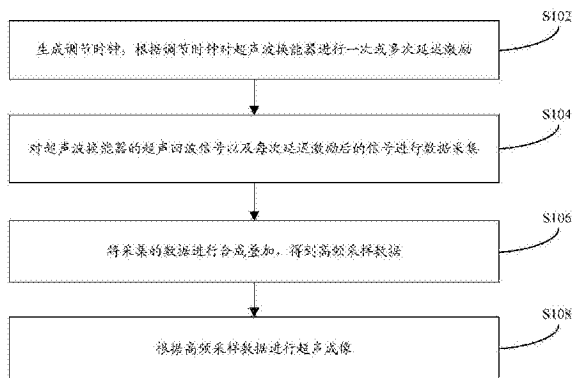 S102
生成调节时钟，根据调节时钟对超声波换能器进行一次或多次延迟激励
S104
对超声波换能器的超声回波信号以及每次延迟激励后的信号进行数据采集
S106
将采集的数据进行合成叠加，得到高频采样数据
S108
根据高频采样数据进行超声成像